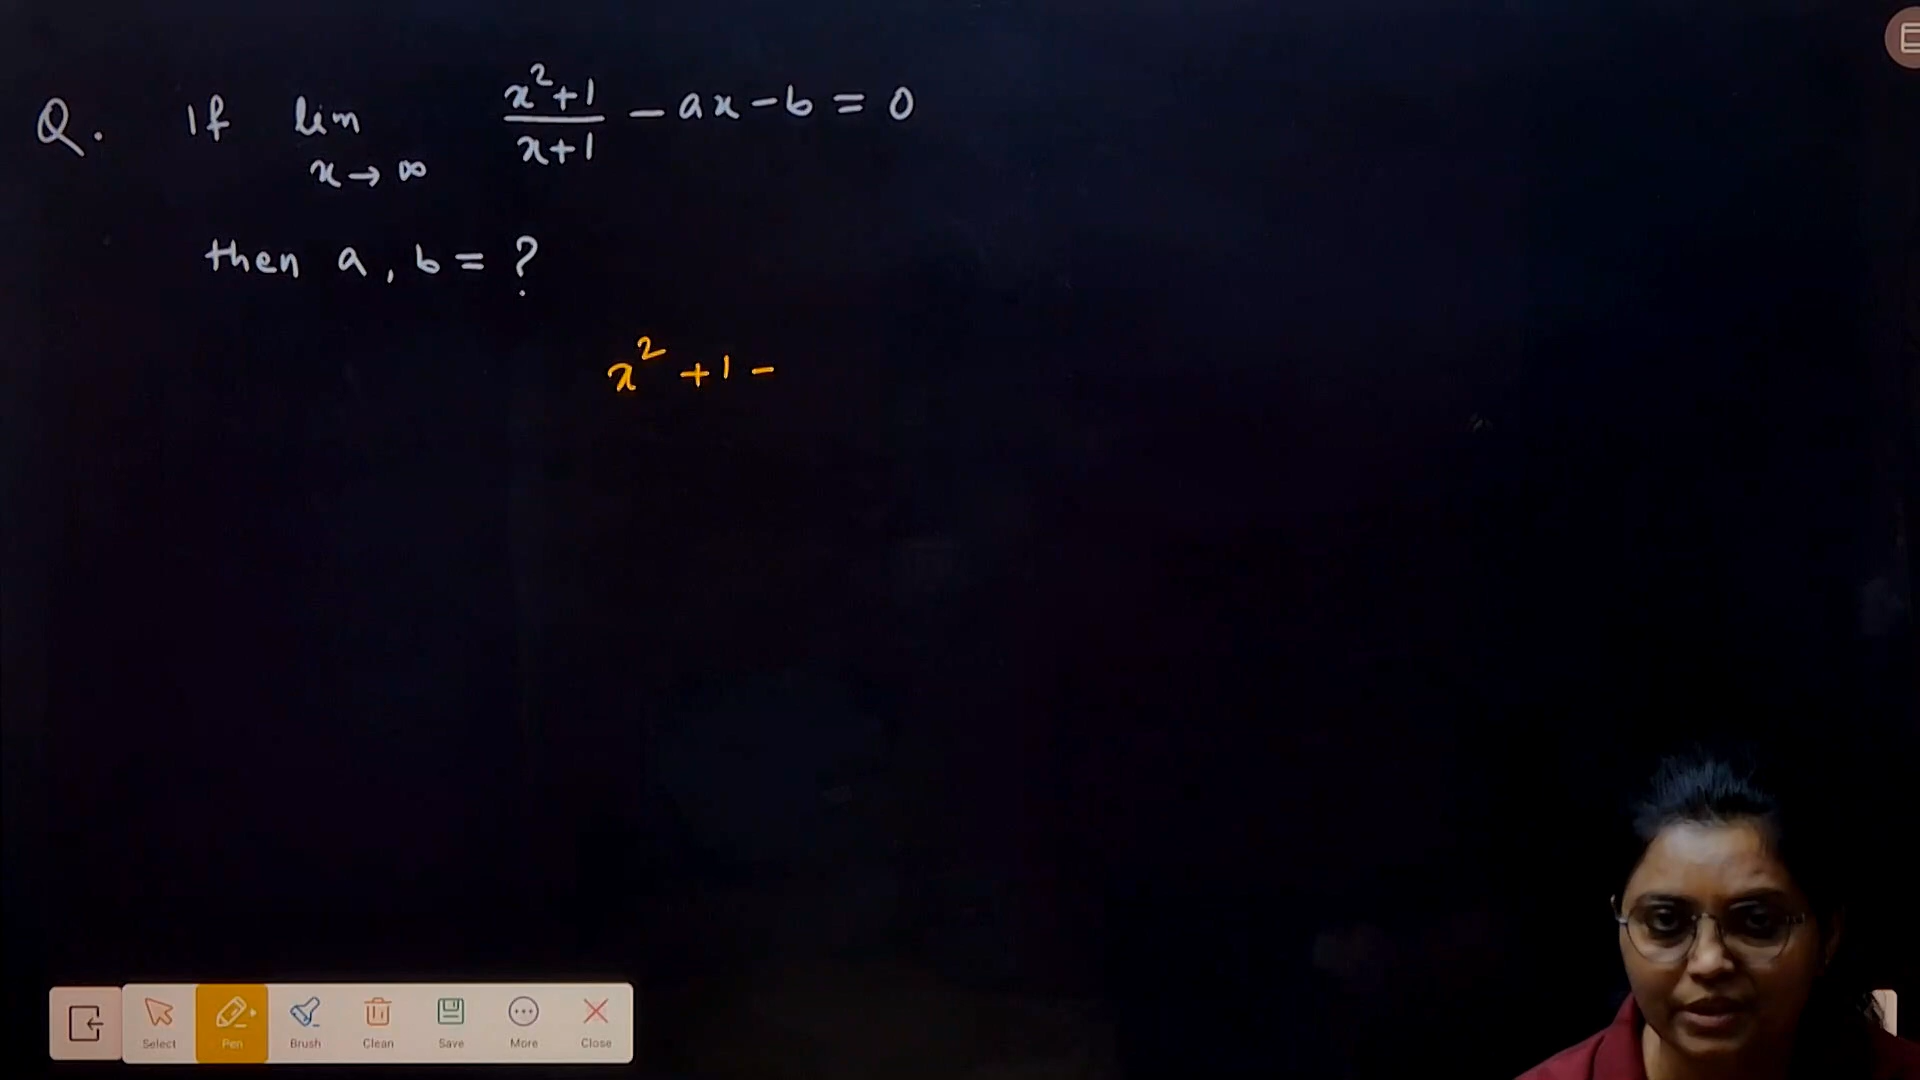 Q. If lim x→∞ (x²+1)/(x+1) − ax − b = 0
then a, b = ?
x² + 1 −
Select Pen Brush Clean Save More Close